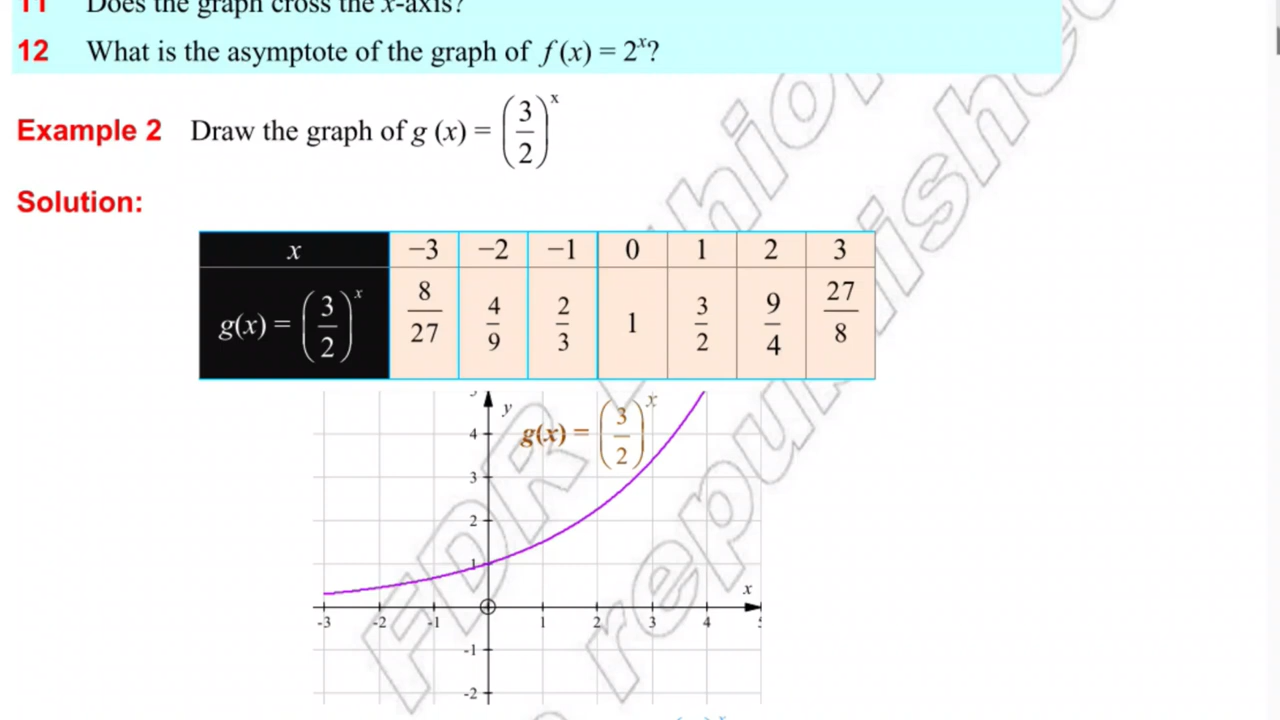 11 Does the graph cross the x-axis?
12 What is the asymptote of the graph of f (x) = 2ˣ?
Example 2 Draw the graph of g (x) = (3/2)ˣ
Solution:
x −3 −2 −1 0 1 2 3
g(x) = (3/2)ˣ 8/27 4/9 2/3 1 3/2 9/4 27/8
y
g(x) = (3/2)ˣ
4
3
2
1
x
-3 -2 -1 1 2 3 4
-1
-2
FDR